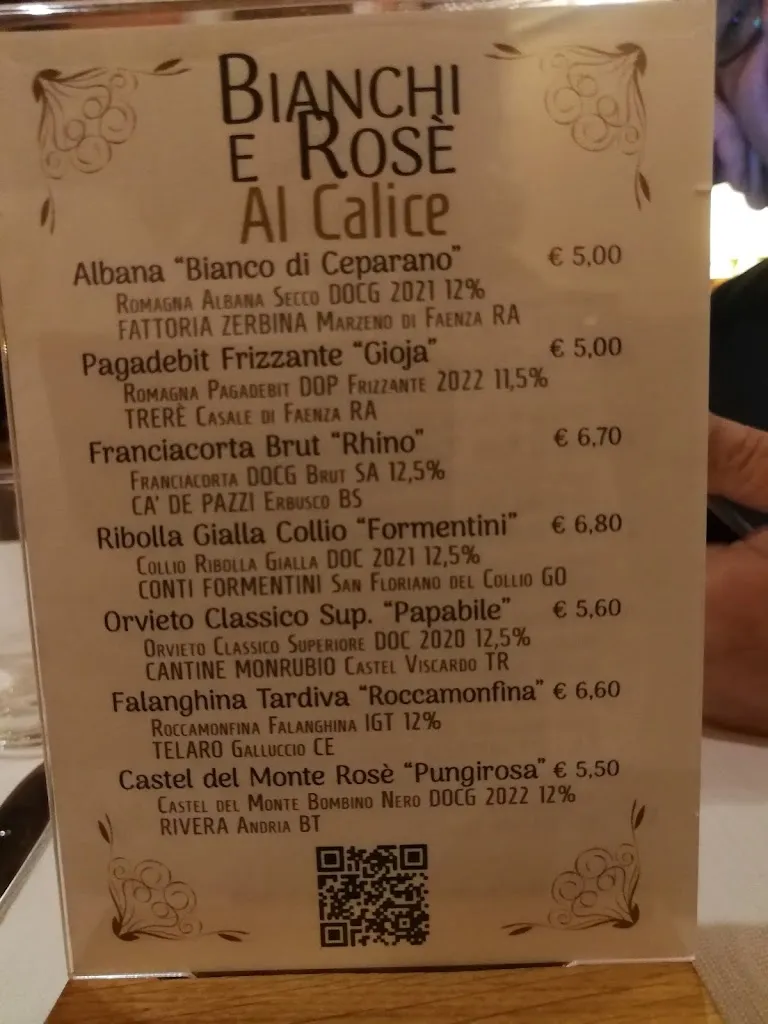 BIANCHI
E ROSÈ
Al Calice
Albana "Bianco di Ceparano" € 5,00
ROMAGNA ALBANA SECCO DOCG 2021 12%
FATTORIA ZERBINA MARZENO DI FAENZA RA
Pagadebit Frizzante "Gioja" € 5,00
ROMAGNA PAGADEBIT DOP FRIZZANTE 2022 11,5%
TRERÈ CASALE DI FAENZA RA
Franciacorta Brut "Rhino" € 6,70
FRANCIACORTA DOCG BRUT SA 12,5%
CA' DE PAZZI ERBUSCO BS
Ribolla Gialla Collio "Formentini" € 6,80
COLLIO RIBOLLA GIALLA DOC 2021 12,5%
CONTI FORMENTINI SAN FLORIANO DEL COLLIO GO
Orvieto Classico Sup. "Papabile" € 5,60
ORVIETO CLASSICO SUPERIORE DOC 2020 12,5%
CANTINE MONRUBIO CASTEL VISCARDO TR
Falanghina Tardiva "Roccamonfina" € 6,60
ROCCAMONFINA FALANGHINA IGT 12%
TELARO GALLUCCIO CE
Castel del Monte Rosè "Pungirosa" € 5,50
CASTEL DEL MONTE BOMBINO NERO DOCG 2022 12%
RIVERA ANDRIA BT